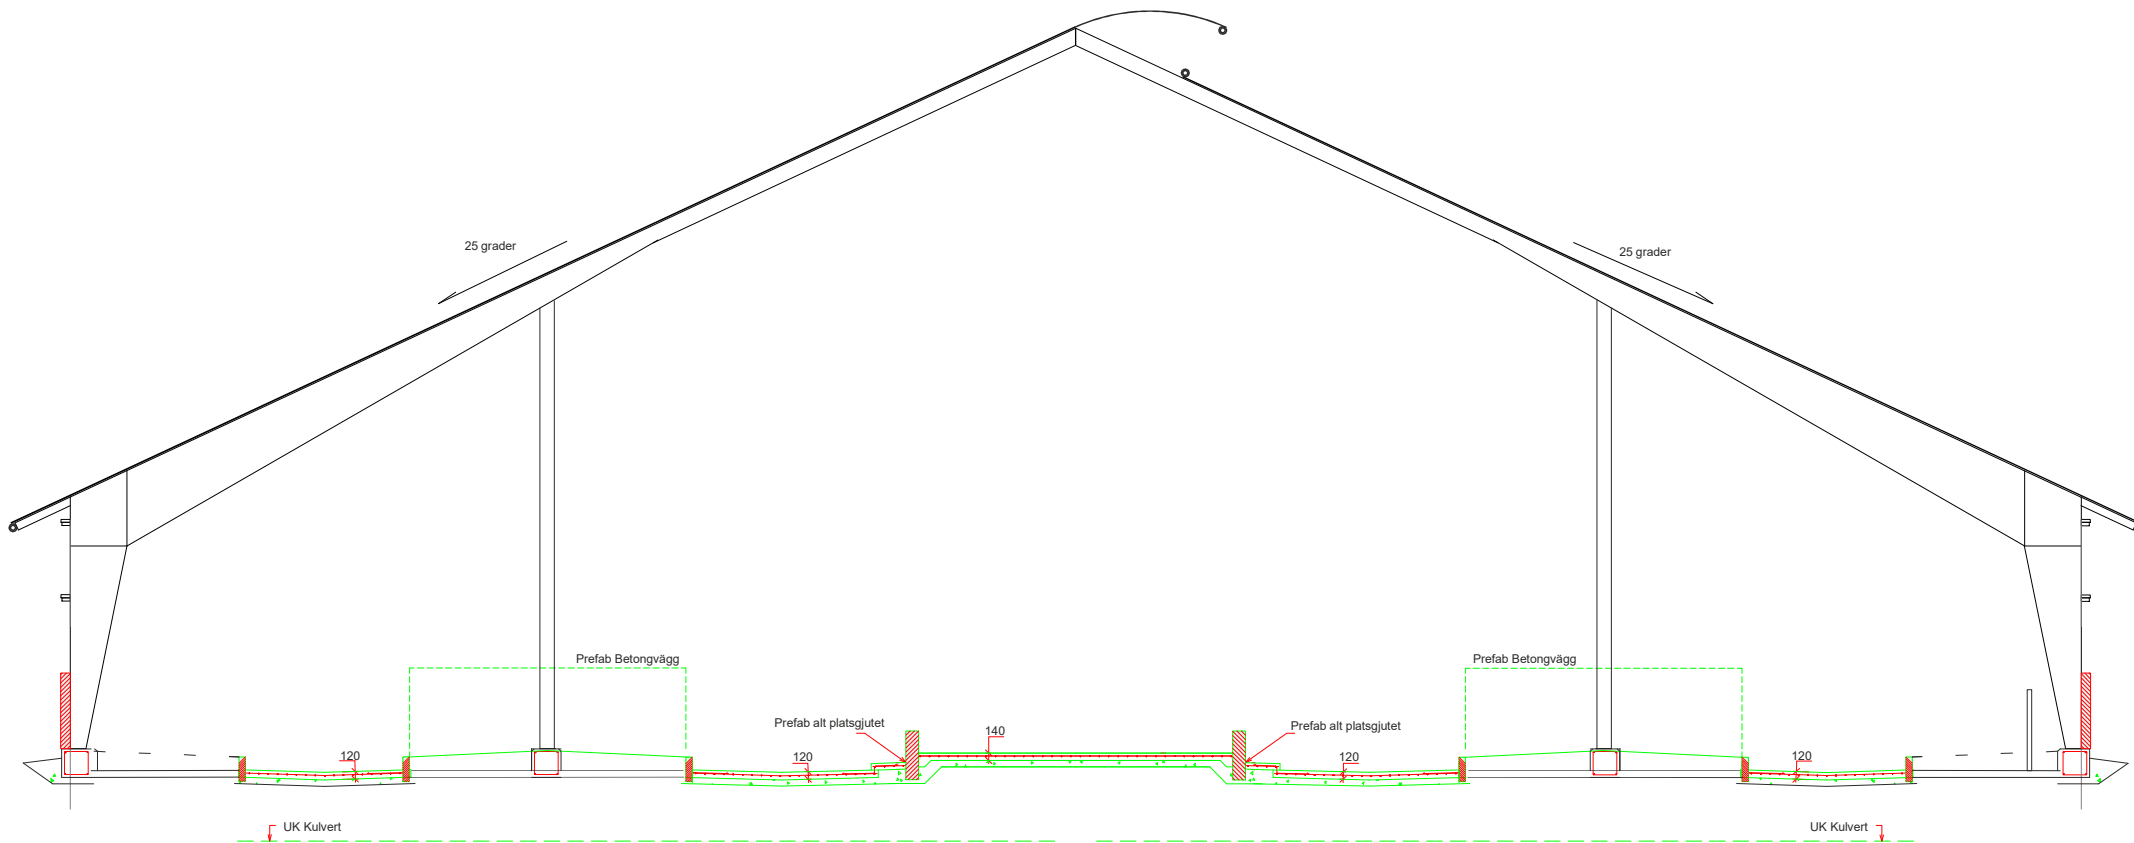 25 grader
25 grader
Prefab Betongvägg
Prefab Betongvägg
Prefab alt platsgjutet
Prefab alt platsgjutet
140
120
120
120
120
UK Kulvert
UK Kulvert